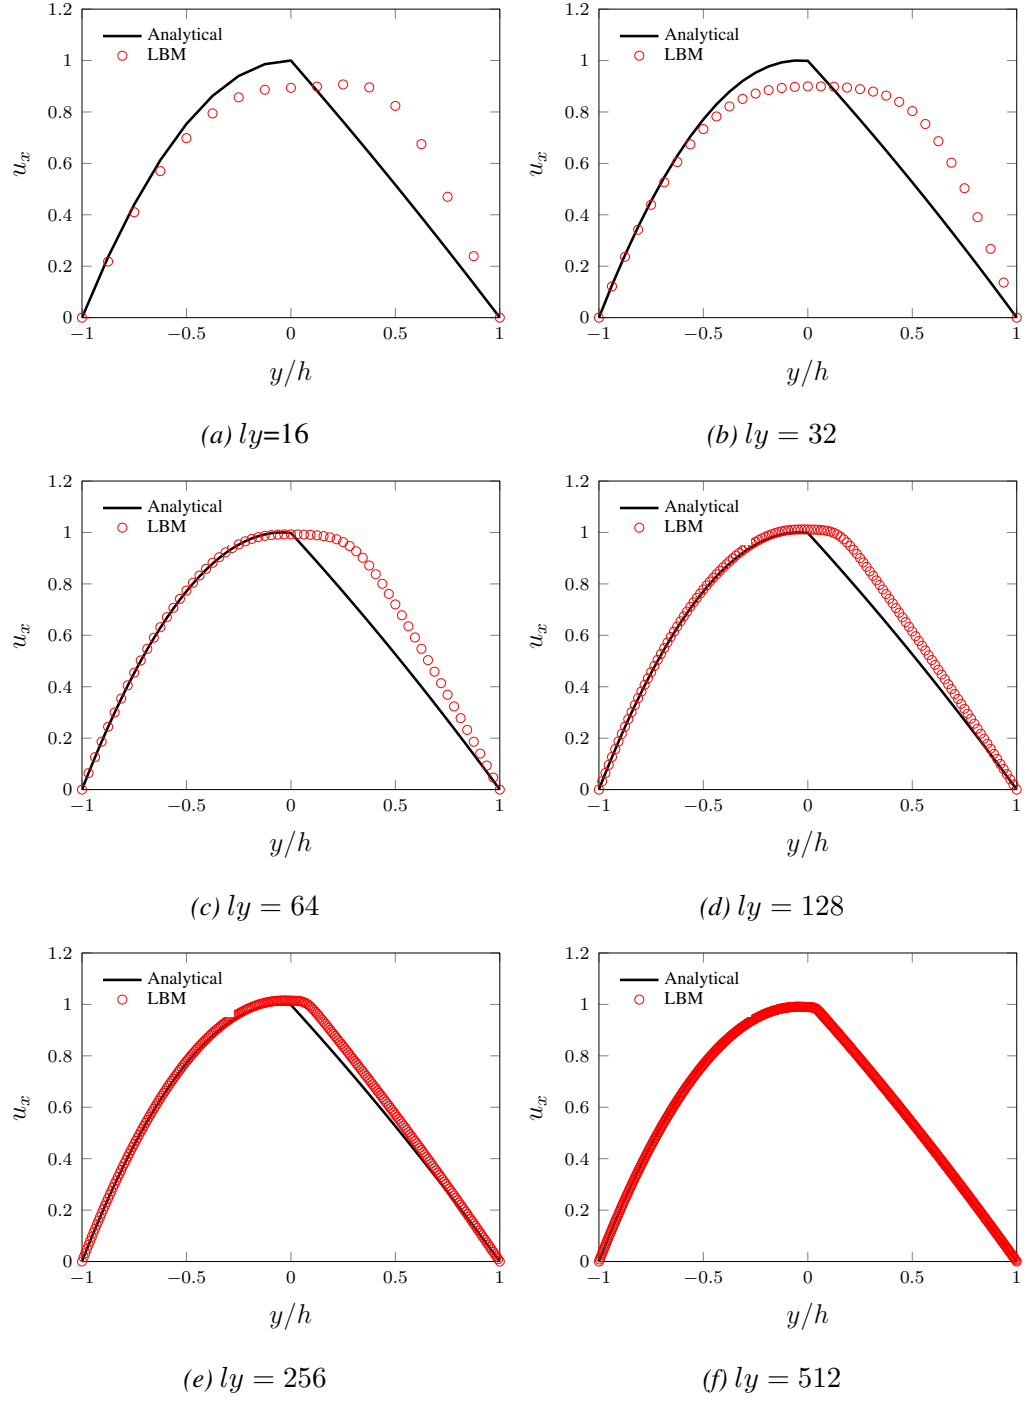 1.2
1
0.8
0.6
0.4
0.2
0
u_x
Analytical
LBM
−1 −0.5 0 0.5 1
y/h
(a) ly=16
1.2
1
0.8
0.6
0.4
0.2
0
u_x
Analytical
LBM
−1 −0.5 0 0.5 1
y/h
(b) ly = 32
1.2
1
0.8
0.6
0.4
0.2
0
u_x
Analytical
LBM
−1 −0.5 0 0.5 1
y/h
(c) ly = 64
1.2
1
0.8
0.6
0.4
0.2
0
u_x
Analytical
LBM
−1 −0.5 0 0.5 1
y/h
(d) ly = 128
1.2
1
0.8
0.6
0.4
0.2
0
u_x
Analytical
LBM
−1 −0.5 0 0.5 1
y/h
(e) ly = 256
1.2
1
0.8
0.6
0.4
0.2
0
u_x
Analytical
LBM
−1 −0.5 0 0.5 1
y/h
(f) ly = 512